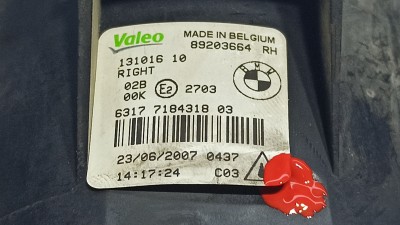 Valeo MADE IN BELGIUM
89203664 RH
131016 10
RIGHT
02B
00K E2 2703
BMW
6317 7184318 03
23/06/2007 0437
14:17:24 C03